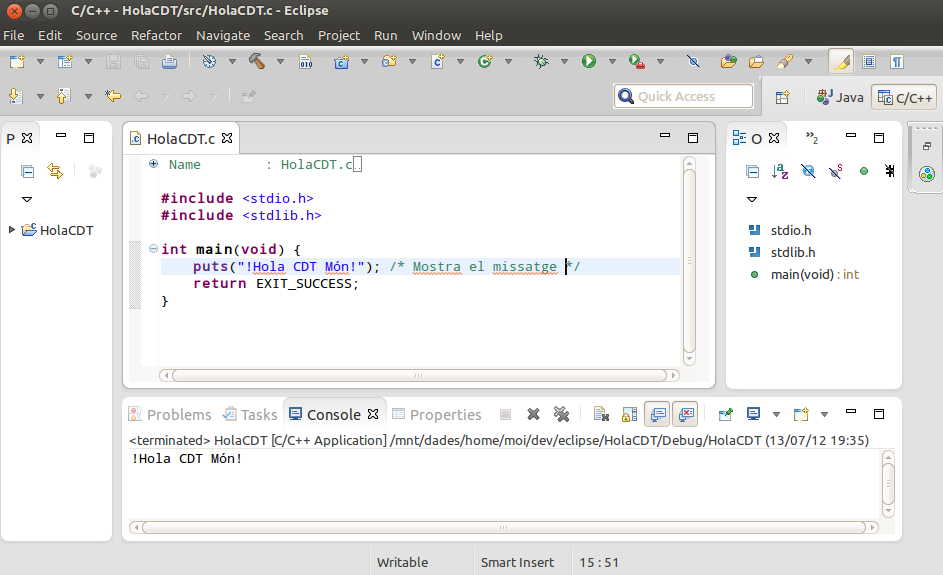 C/C++ - HolaCDT/src/HolaCDT.c - Eclipse
File Edit Source Refactor Navigate Search Project Run Window Help
010
Quick Access
Java
C/C++
P
HolaCDT
HolaCDT.c
Name : HolaCDT.c
#include <stdio.h>
#include <stdlib.h>
int main(void) {
puts("!Hola CDT Món!"); /* Mostra el missatge */
return EXIT_SUCCESS;
}
O
»2
stdio.h
stdlib.h
main(void) : int
Problems Tasks Console Properties
<terminated> HolaCDT [C/C++ Application] /mnt/dades/home/moi/dev/eclipse/HolaCDT/Debug/HolaCDT (13/07/12 19:35)
!Hola CDT Món!
Writable Smart Insert 15 : 51